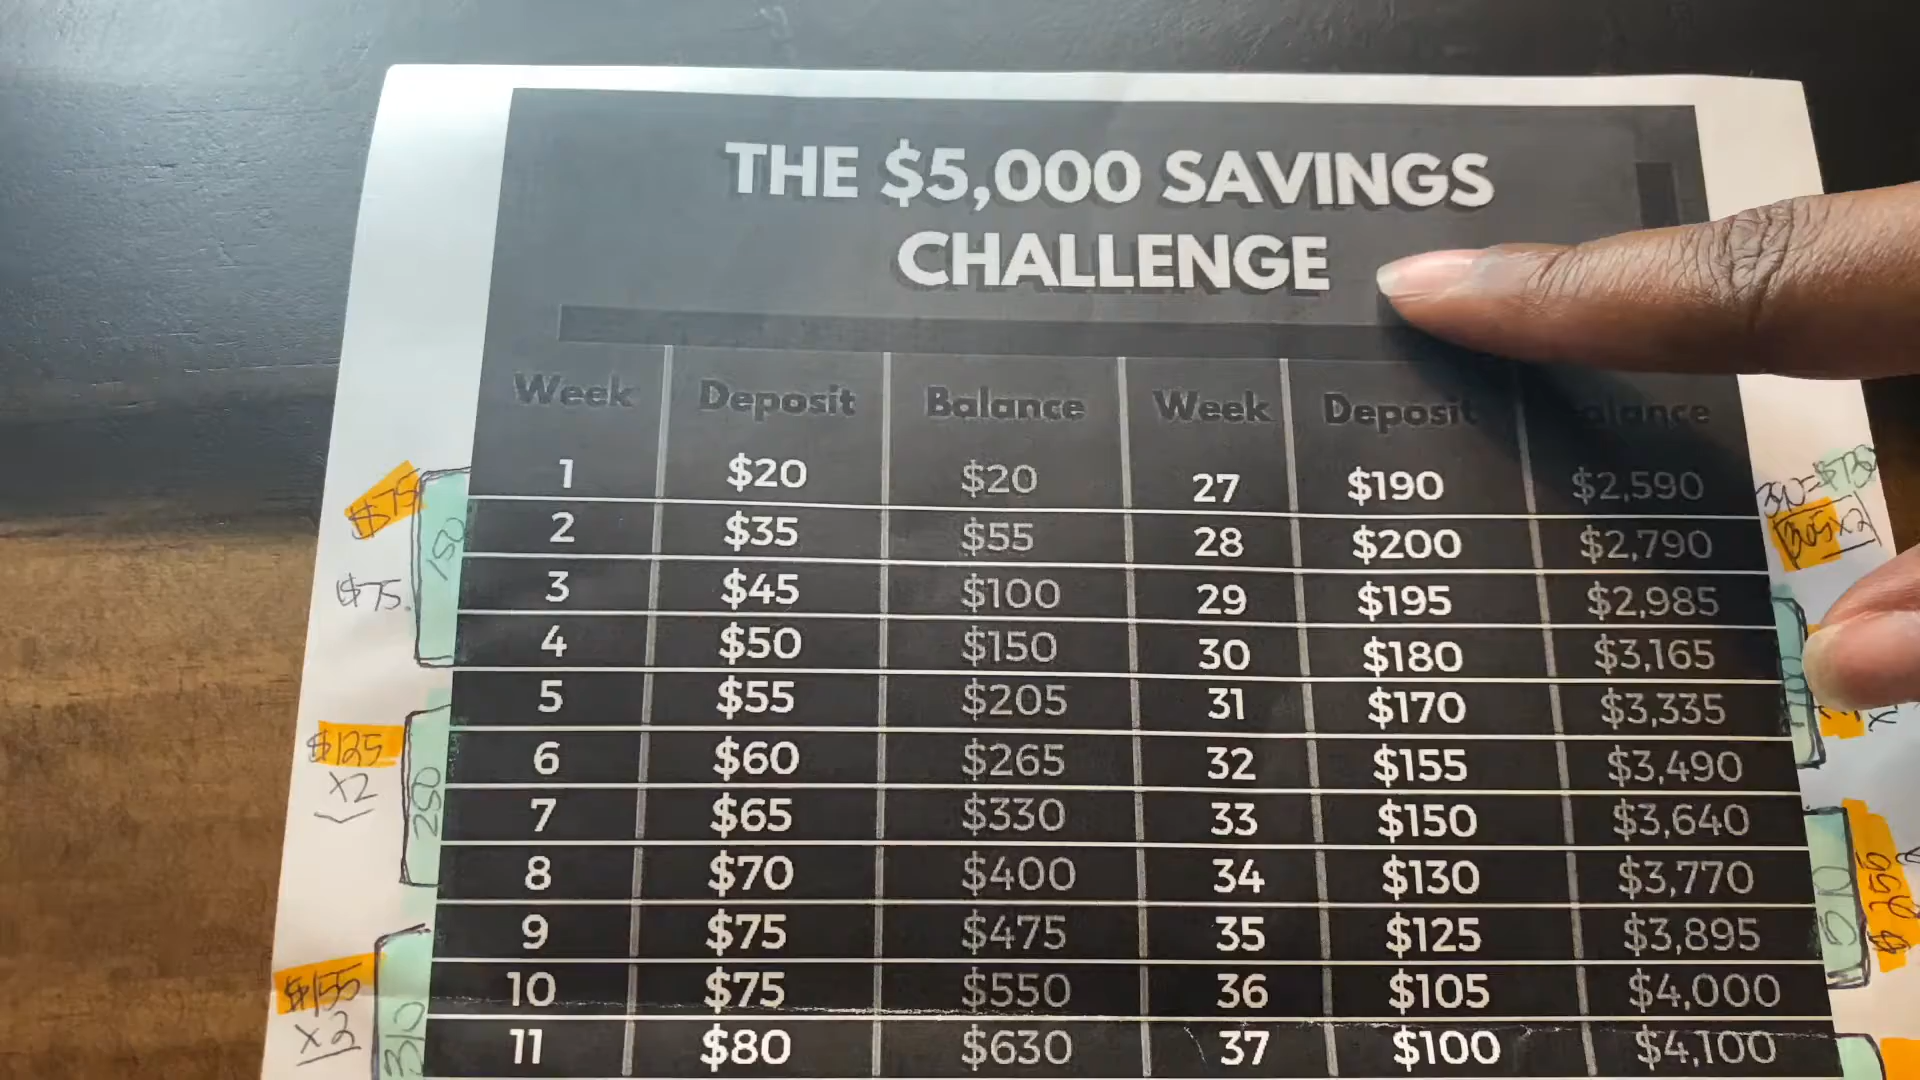 THE $5,000 SAVINGS
CHALLENGE
Week Deposit Balance Week Deposit alance
1 $20 $20 27 $190 $2,590
2 $35 $55 28 $200 $2,790
3 $45 $100 29 $195 $2,985
4 $50 $150 30 $180 $3,165
5 $55 $205 31 $170 $3,335
6 $60 $265 32 $155 $3,490
7 $65 $330 33 $150 $3,640
8 $70 $400 34 $130 $3,770
9 $75 $475 35 $125 $3,895
10 $75 $550 36 $105 $4,000
11 $80 $630 37 $100 $4,100
$75
150
$75.
$125
x2
250
$155
x2
310
x2
510
$250